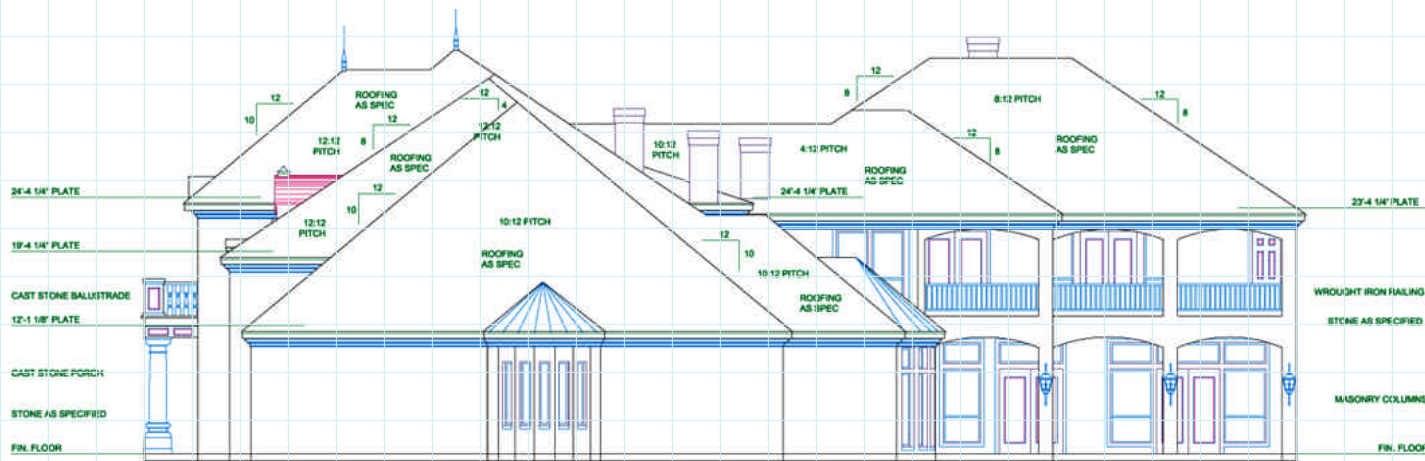 12
10
ROOFING
AS SPEC
12:12
PITCH
12
8
ROOFING
AS SPEC
12
4
12:12
PITCH
12
10
12:12
PITCH
10:12 PITCH
ROOFING
AS SPEC
10:12
PITCH
12
8
8:12 PITCH
12
8
4:12 PITCH
12
8
ROOFING
AS SPEC
ROOFING
AS SPEC
12
10
10:12 PITCH
ROOFING
AS SPEC
24'-4 1/4" PLATE
24'-4 1/4" PLATE
23'-4 1/4" PLATE
19'-4 1/4" PLATE
CAST STONE BALUSTRADE
12'-1 1/8" PLATE
CAST STONE PORCH
STONE AS SPECIFIED
FIN. FLOOR
WROUGHT IRON RAILING
STONE AS SPECIFIED
MASONRY COLUMNS
FIN. FLOOR